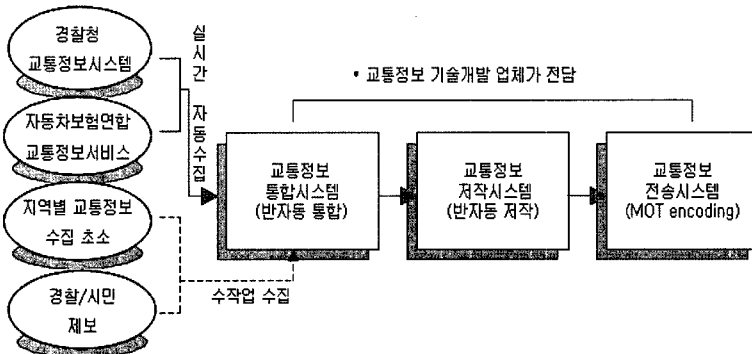 경찰청
교통정보시스템
자동차보험연합
교통정보서비스
지역별 교통정보
수집 초소
경찰/시민
제보
실시간 자동수집
수작업 수집
• 교통정보 기술개발 업체가 전담
교통정보
통합시스템
(반자동 통합)
교통정보
저작시스템
(반자동 저작)
교통정보
전송시스템
(MOT encoding)